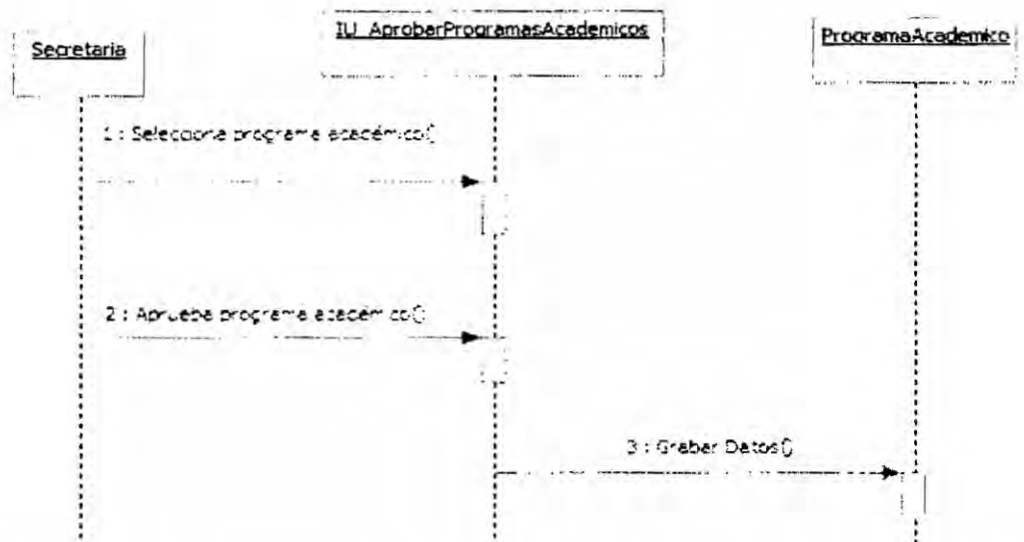 Secretaria
IU_AprobarProgramasAcademicos
ProgramaAcademico
1 : Selecciona programa académico()
2 : Aprueba programa académico()
3 : Grabar Datos()